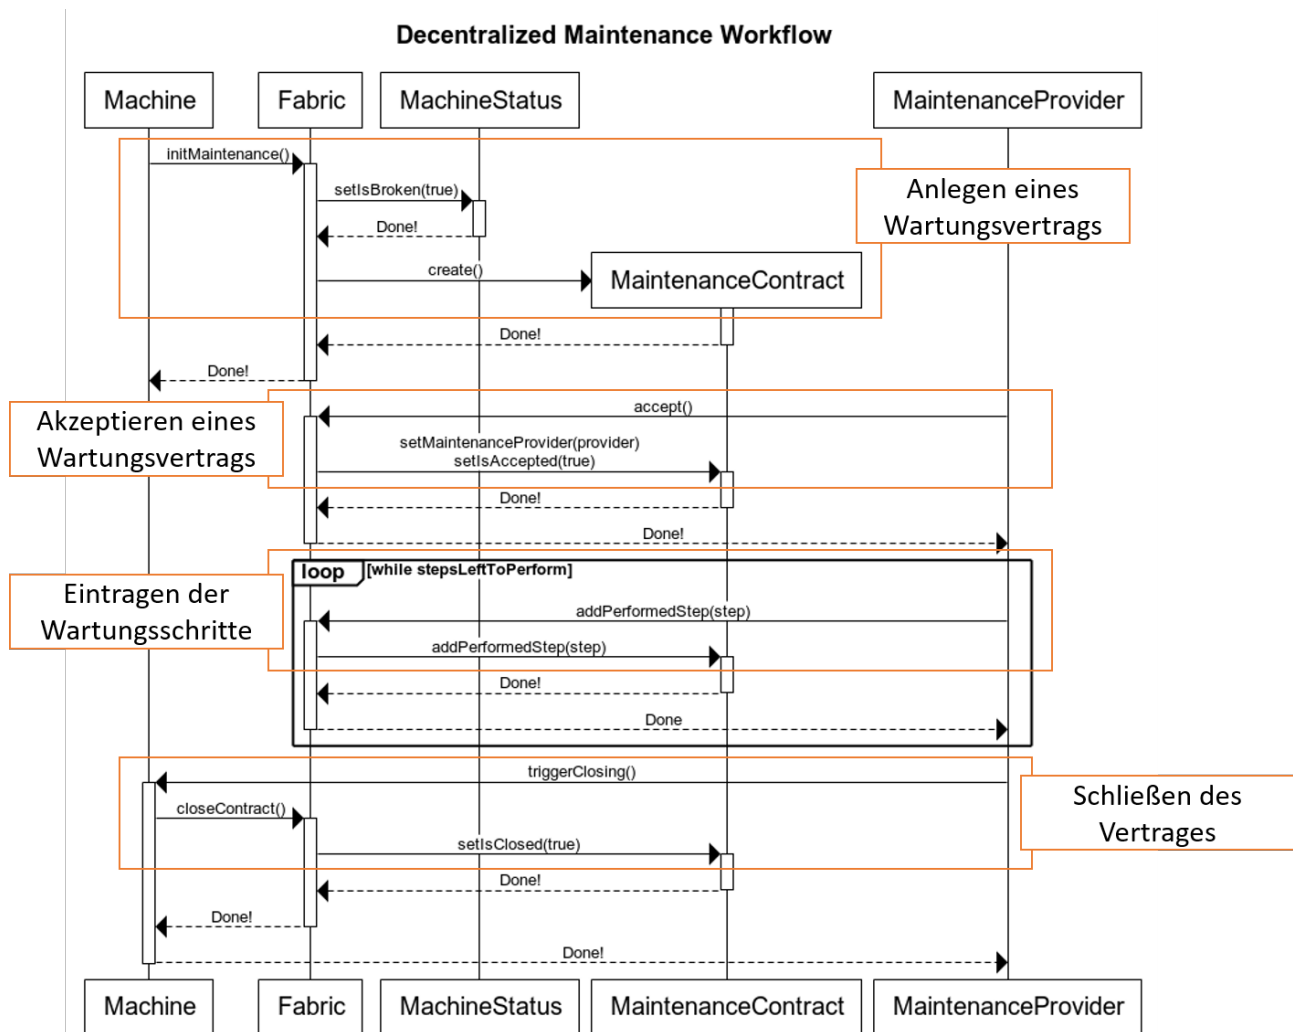 Decentralized Maintenance Workflow
Machine
Fabric
MachineStatus
MaintenanceProvider
initMaintenance()
setIsBroken(true)
Anlegen eines
Wartungsvertrags
Done!
create()
MaintenanceContract
Done!
Done!
accept()
Akzeptieren eines
Wartungsvertrags
setMaintenanceProvider(provider)
setIsAccepted(true)
Done!
Done!
loop
[while stepsLeftToPerform]
Eintragen der
Wartungsschritte
addPerformedStep(step)
addPerformedStep(step)
Done!
Done
triggerClosing()
Schließen des
Vertrages
closeContract()
setIsClosed(true)
Done!
Done!
Done!
Machine
Fabric
MachineStatus
MaintenanceContract
MaintenanceProvider